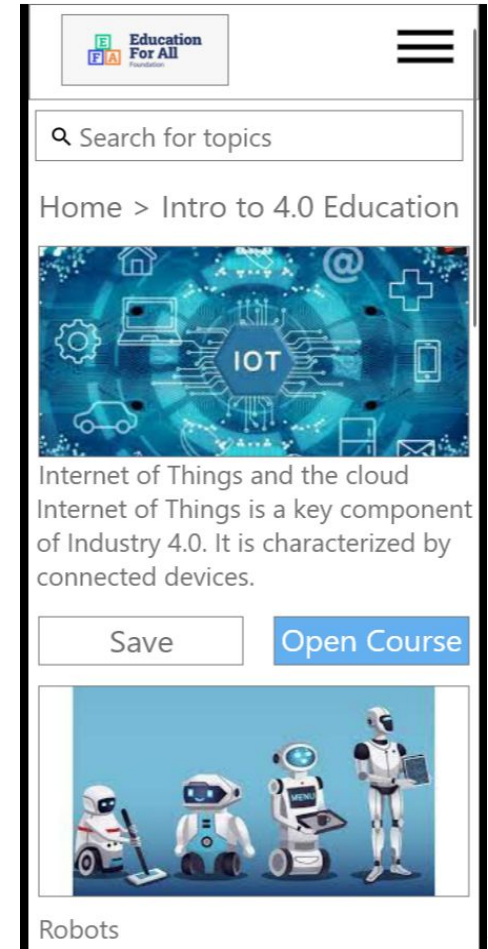 E
F A
Education
For All
Foundation
Search for topics
Home > Intro to 4.0 Education
@
IOT
Internet of Things and the cloud
Internet of Things is a key component
of Industry 4.0. It is characterized by
connected devices.
Save
Open Course
MENU
Robots